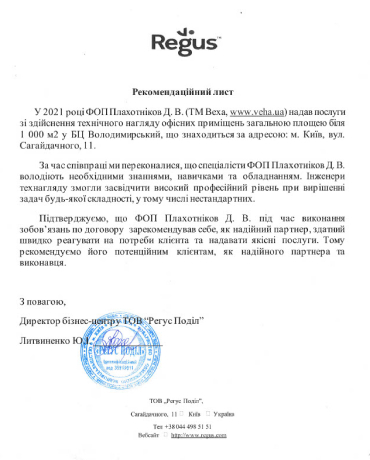 Regus™
Рекомендаційний лист
У 2021 році ФОП Плахотніков Д. В. (ТМ Веха, www.veha.ua) надав послуги
зі здійснення технічного нагляду офісних приміщень загальною площею біля
1 000 м2 у БЦ Володимирський, що знаходиться за адресою: м. Київ, вул.
Сагайдачного, 11.
За час співпраці ми переконалися, що спеціалісти ФОП Плахотніков Д. В.
володіють необхідними знаннями, навичками та обладнанням. Інженери
технагляду змогли засвідчити високий професійний рівень при вирішенні
задач будь-якої складності, у тому числі нестандартних.
Підтверджуємо, що ФОП Плахотніков Д. В. під час виконання
зобов'язань по договору зарекомендував себе, як надійний партнер, здатний
швидко реагувати на потреби клієнта та надавати якісні послуги. Тому
рекомендуємо його потенційним клієнтам, як надійного партнера та
виконавця.
З повагою,
Директор бізнес-центру ТОВ "Регус Поділ"
Литвиненко Ю.І.
"РЕГУС ПОДІЛ"
ТОВ „Регус Поділ",
Сагайдачного, 11 □ Київ □ Україна
Тел +38 044 498 51 51
Вебсайт □ http://www.regus.com